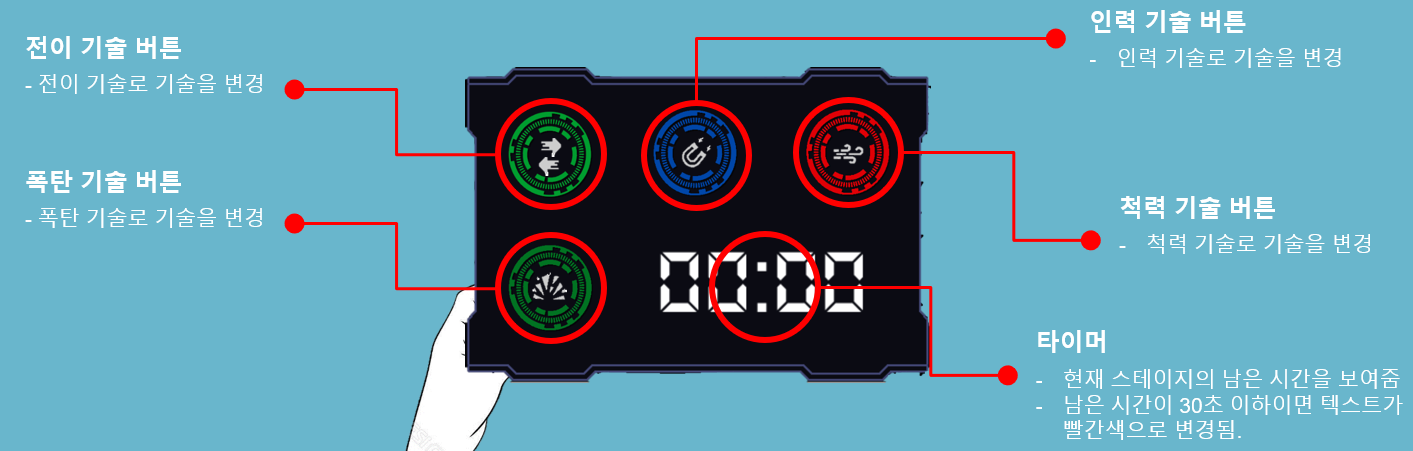 전이 기술 버튼
- 전이 기술로 기술을 변경
폭탄 기술 버튼
- 폭탄 기술로 기술을 변경
인력 기술 버튼
- 인력 기술로 기술을 변경
척력 기술 버튼
- 척력 기술로 기술을 변경
00:00
타이머
- 현재 스테이지의 남은 시간을 보여줌
- 남은 시간이 30초 이하이면 텍스트가
빨간색으로 변경됨.